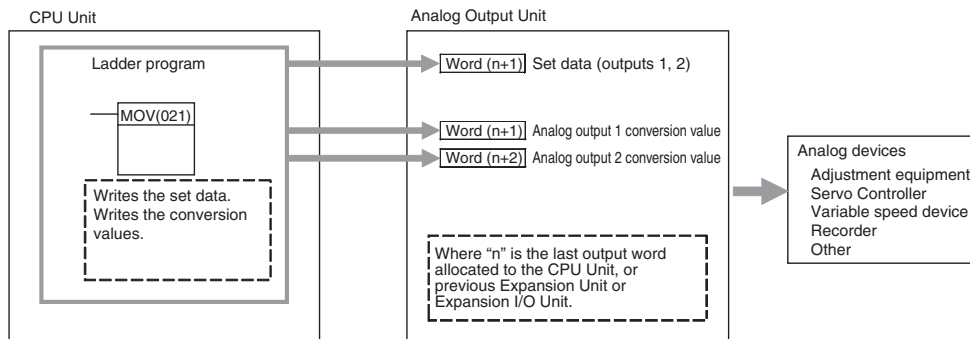 CPU Unit
Analog Output Unit
Ladder program
MOV(021)
Writes the set data.
Writes the conversion
values.
Word (n+1) Set data (outputs 1, 2)
Word (n+1) Analog output 1 conversion value
Word (n+2) Analog output 2 conversion value
Where “n” is the last output word
allocated to the CPU Unit, or
previous Expansion Unit or
Expansion I/O Unit.
Analog devices
Adjustment equipment
Servo Controller
Variable speed device
Recorder
Other